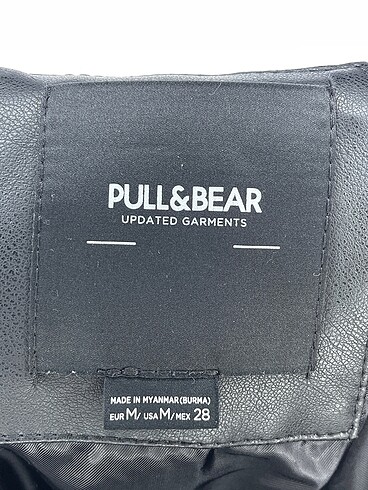 PULL&BEAR
UPDATED GARMENTS
MADE IN MYANMAR(BURMA)
EUR M/ USA M/ MEX 28